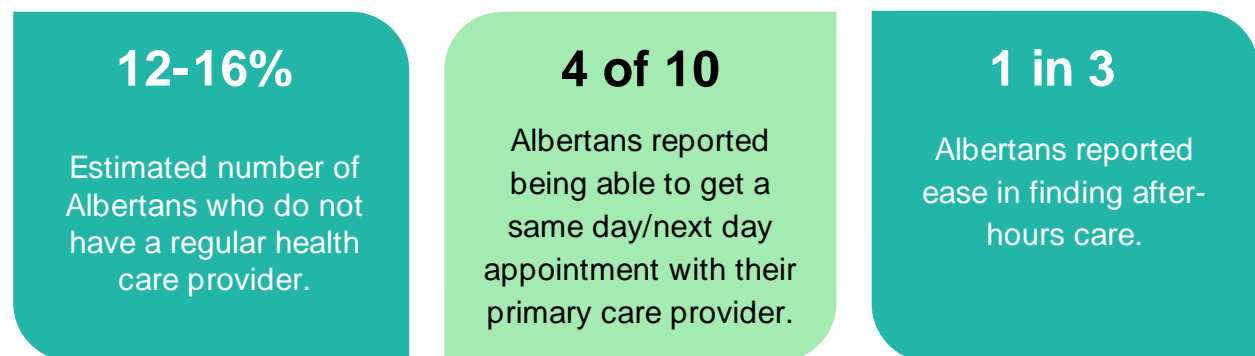 12-16%
Estimated number of
Albertans who do not
have a regular health
care provider.
4 of 10
Albertans reported
being able to get a
same day/next day
appointment with their
primary care provider.
1 in 3
Albertans reported
ease in finding after-
hours care.